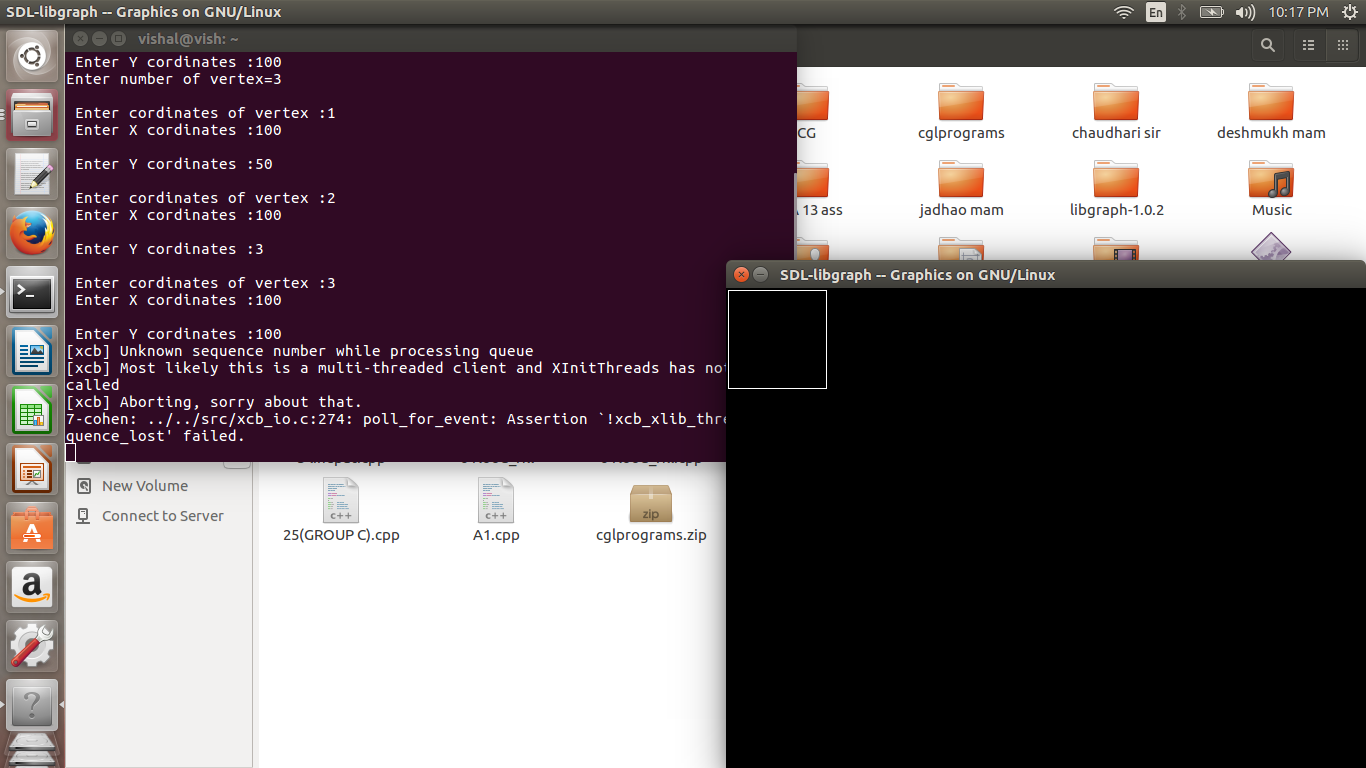 SDL-libgraph -- Graphics on GNU/Linux
En
10:17 PM
vishal@vish: ~
Enter Y cordinates :100
Enter number of vertex=3
Enter cordinates of vertex :1
Enter X cordinates :100
Enter Y cordinates :50
Enter cordinates of vertex :2
Enter X cordinates :100
Enter Y cordinates :3
Enter cordinates of vertex :3
Enter X cordinates :100
Enter Y cordinates :100
[xcb] Unknown sequence number while processing queue
[xcb] Most likely this is a multi-threaded client and XInitThreads has not
called
[xcb] Aborting, sorry about that.
7-cohen: ../../src/xcb_io.c:274: poll_for_event: Assertion `!xcb_xlib_thre
quence_lost' failed.
CG
cglprograms
chaudhari sir
deshmukh mam
13 ass
jadhao mam
libgraph-1.0.2
Music
SDL-libgraph -- Graphics on GNU/Linux
New Volume
Connect to Server
c++
c++
zip
25(GROUP C).cpp
A1.cpp
cglprograms.zip